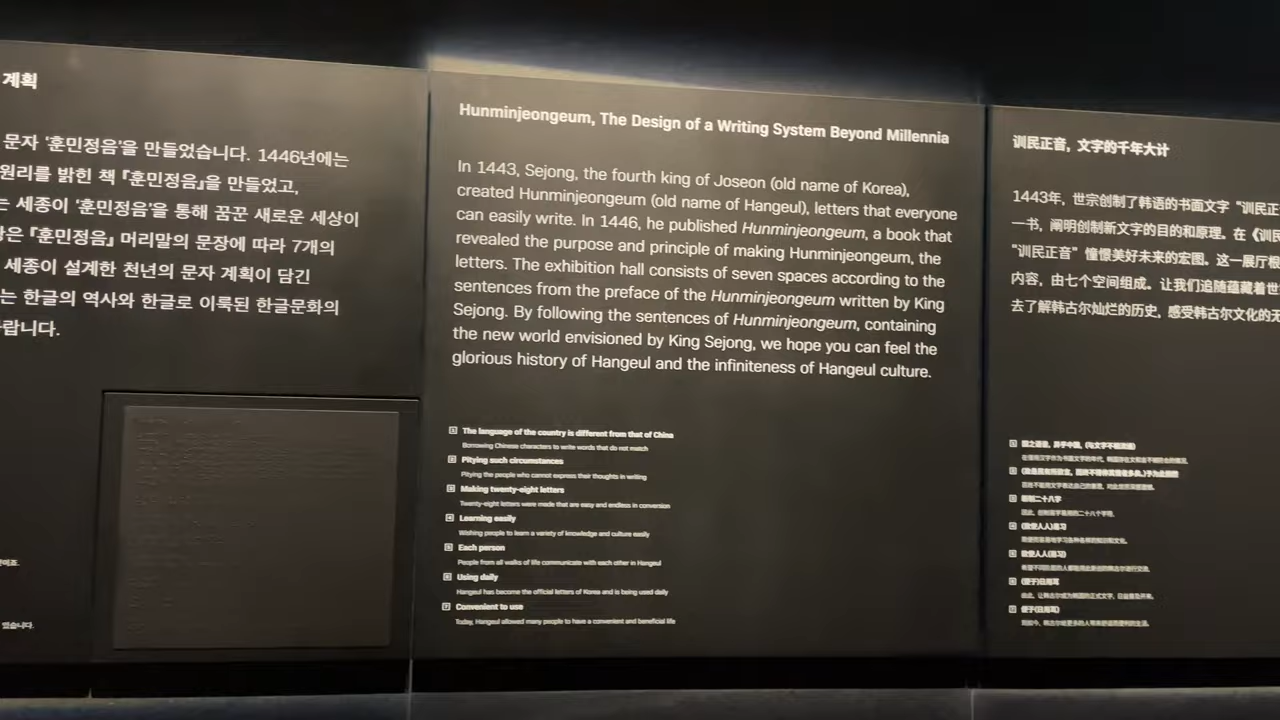 계획
문자 ‘훈민정음’을 만들었습니다. 1446년에는
원리를 밝힌 책 『훈민정음』을 만들었고,
는 세종이 ‘훈민정음’을 통해 꿈꾼 새로운 세상이
은 『훈민정음』 머리말의 문장에 따라 7개의
세종이 설계한 천년의 문자 계획이 담긴
는 한글의 역사와 한글로 이룩된 한글문화의
랍니다.
있습니다.
Hunminjeongeum, The Design of a Writing System Beyond Millennia
In 1443, Sejong, the fourth king of Joseon (old name of Korea),
created Hunminjeongeum (old name of Hangeul), letters that everyone
can easily write. In 1446, he published Hunminjeongeum, a book that
revealed the purpose and principle of making Hunminjeongeum, the
letters. The exhibition hall consists of seven spaces according to the
sentences from the preface of the Hunminjeongeum written by King
Sejong. By following the sentences of Hunminjeongeum, containing
the new world envisioned by King Sejong, we hope you can feel the
glorious history of Hangeul and the infiniteness of Hangeul culture.
1 The language of the country is different from that of China
Borrowing Chinese characters to write words that do not match
2 Pitying such circumstances
Pitying the people who cannot express their thoughts in writing
3 Making twenty-eight letters
Twenty-eight letters were made that are easy and endless in conversion
4 Learning easily
Wishing people to learn a variety of knowledge and culture easily
5 Each person
People from all walks of life communicate with each other in Hangeul
6 Using daily
Hangeul has become the official letters of Korea and is being used daily
7 Convenient to use
Today, Hangeul allowed many people to have a convenient and beneficial life
训民正音，文字的千年大计
1443年，世宗创制了韩语的书面文字“训民正
一书，阐明创制新文字的目的和原理。在《训民
“训民正音”憧憬美好未来的宏图。这一展厅根
内容，由七个空间组成。让我们追随蕴藏着世
去了解韩古尔灿烂的历史，感受韩古尔文化的无